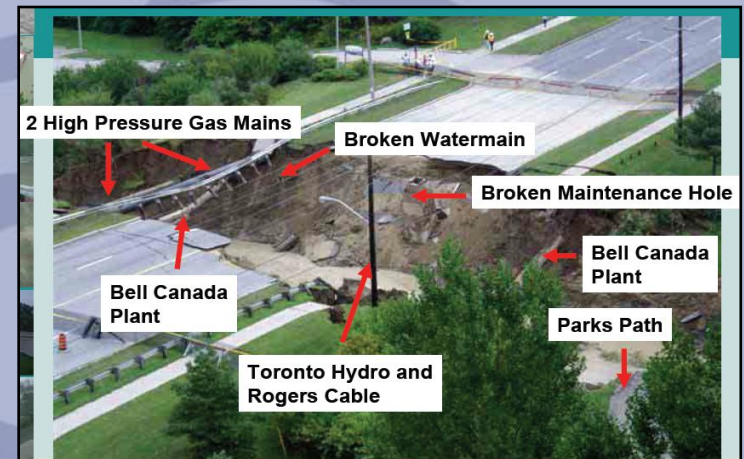 2 High Pressure Gas Mains
Broken Watermain
Broken Maintenance Hole
Bell Canada
Plant
Bell Canada
Plant
Parks Path
Toronto Hydro and
Rogers Cable